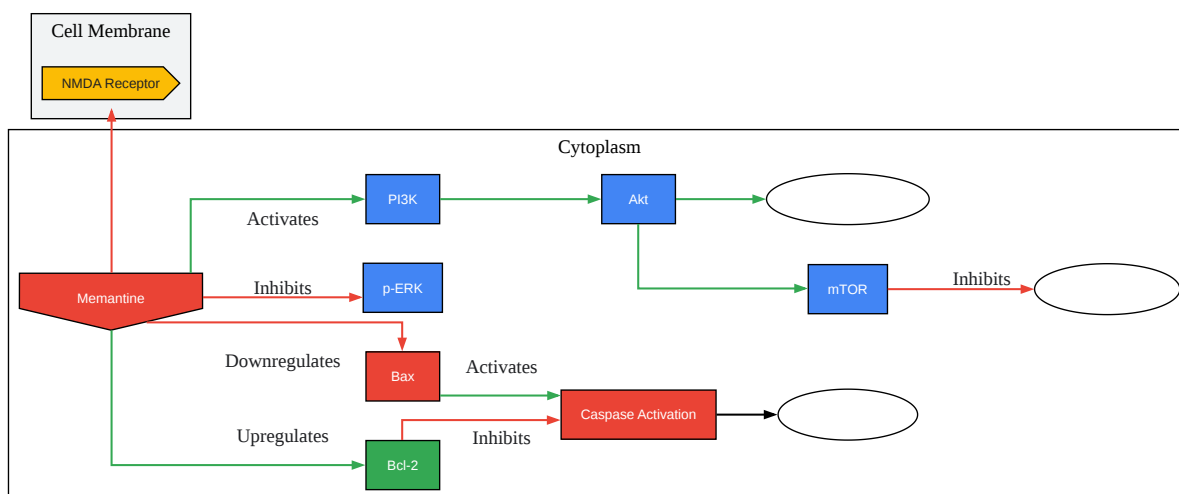 Cell Membrane
NMDA Receptor
Cytoplasm
PI3K
Akt
Activates
Memantine
Inhibits
p-ERK
mTOR
Inhibits
Downregulates
Bax
Activates
Caspase Activation
Upregulates
Inhibits
Bcl-2